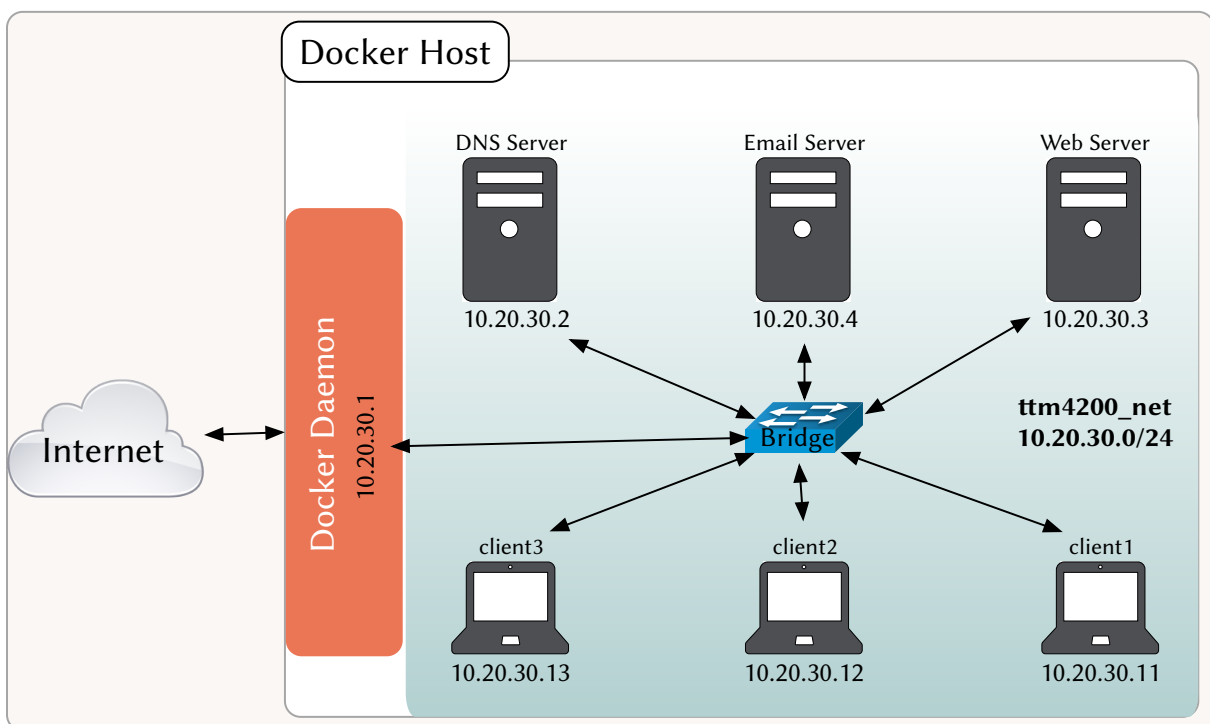 Docker Host
DNS Server
Email Server
Web Server
10.20.30.2
10.20.30.4
10.20.30.3
Internet
Docker Daemon
10.20.30.1
Bridge
ttm4200_net
10.20.30.0/24
client3
client2
client1
10.20.30.13
10.20.30.12
10.20.30.11